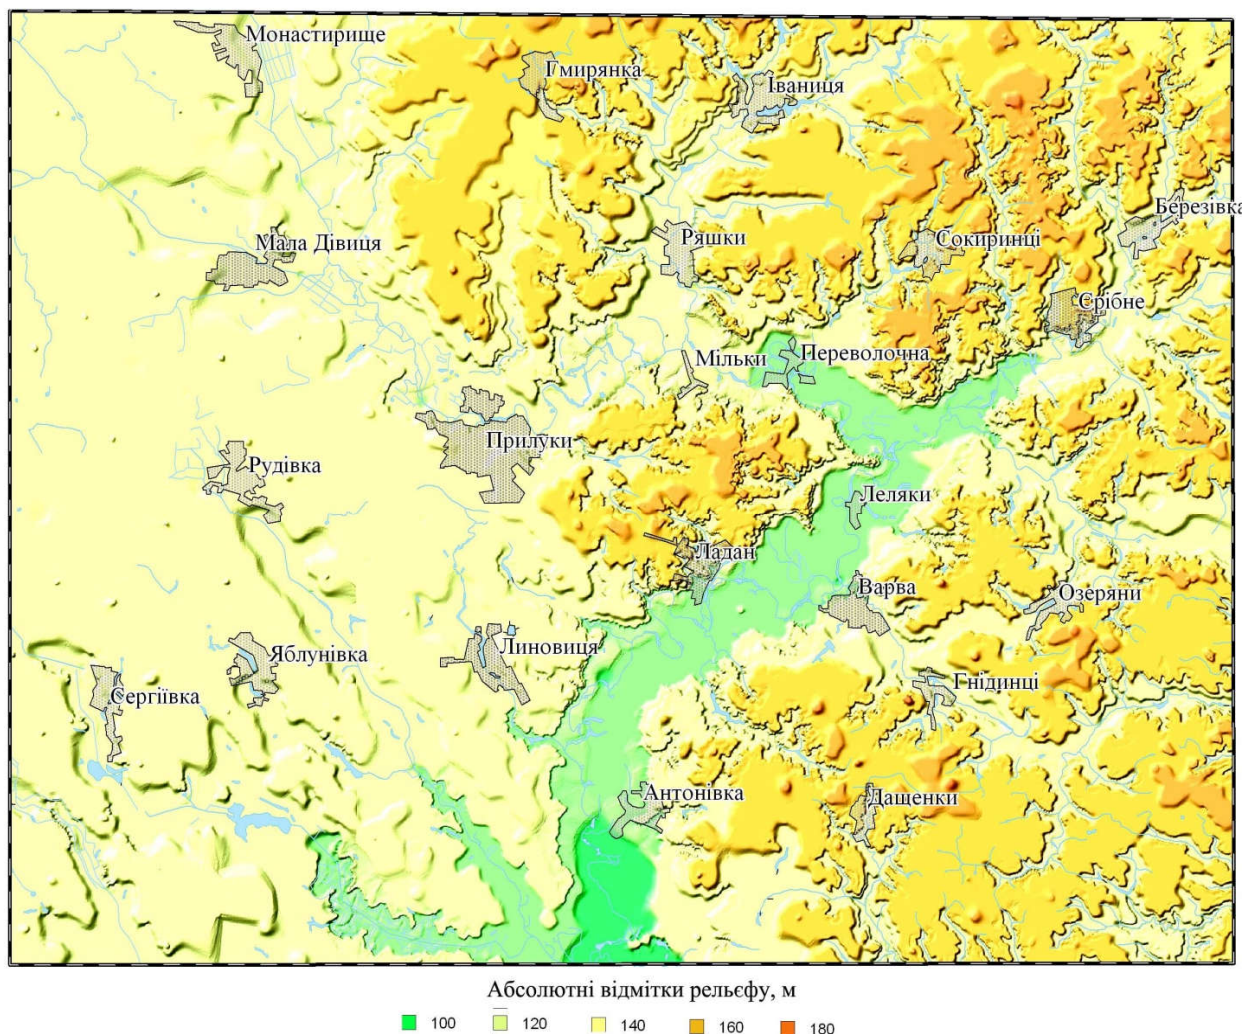 Монастирище
Гмирянка
Іваниця
Березівка
Мала Дівиця
Ряшки
Сокиринці
Срібне
Мільки
Переволочна
Прилуки
Рудівка
Леляки
Ладан
Варва
Озеряни
Линовиця
Яблунівка
Сергіївка
Гнідинці
Антонівка
Дащенки
Абсолютні відмітки рельєфу, м
100 120 140 160 180